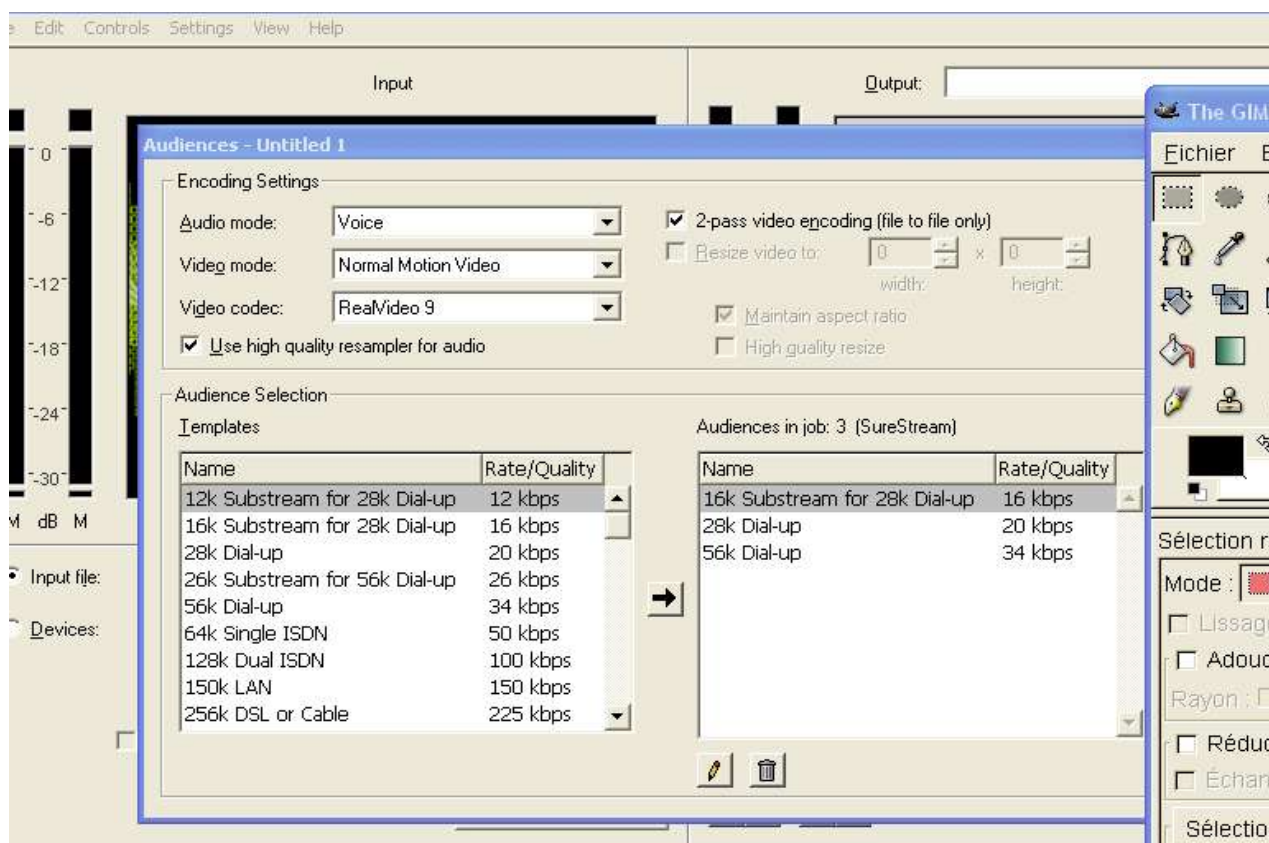 Edit Controls Settings View Help
Input
Output:
The GIM
Fichier
Audiences - Untitled 1
Encoding Settings
Audio mode: Voice
2-pass video encoding (file to file only)
Resize video to: 0 x 0
width: height:
Video mode: Normal Motion Video
Video codec: RealVideo 9
Maintain aspect ratio
Use high quality resampler for audio
High quality resize
Audience Selection
Templates
Audiences in job: 3 (SureStream)
Name Rate/Quality
12k Substream for 28k Dial-up 12 kbps
16k Substream for 28k Dial-up 16 kbps
28k Dial-up 20 kbps
26k Substream for 56k Dial-up 26 kbps
56k Dial-up 34 kbps
64k Single ISDN 50 kbps
128k Dual ISDN 100 kbps
150k LAN 150 kbps
256k DSL or Cable 225 kbps
Name Rate/Quality
16k Substream for 28k Dial-up 16 kbps
28k Dial-up 20 kbps
56k Dial-up 34 kbps
0
-6
-12
-18
-24
-30
M dB M
Input file:
Devices:
Sélection r
Mode :
Lissage
Adouc
Rayon :
Réduc
Échan
Sélectio